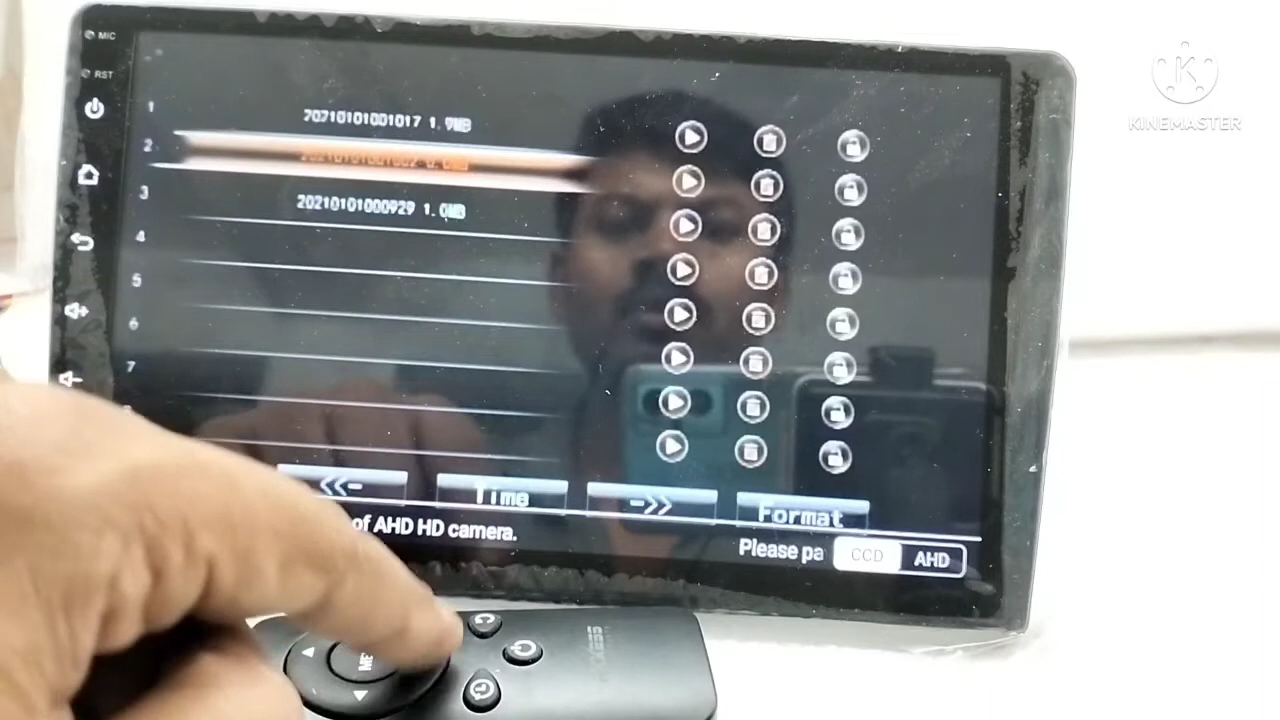 MIC
RST
1
20210101001017 1.9MB
2
3
20210101000929 1.0MB
4
5
6
7
<<- Time ->> Format
of AHD HD camera.
Please pa
CCD AHD
KINEMASTER